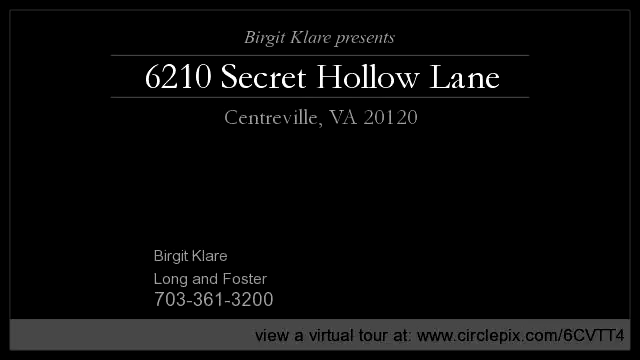 Birgit Klare presents
6210 Secret Hollow Lane
Centreville, VA 20120
Birgit Klare
Long and Foster
703-361-3200
view a virtual tour at: www.circlepix.com/6CVTT4